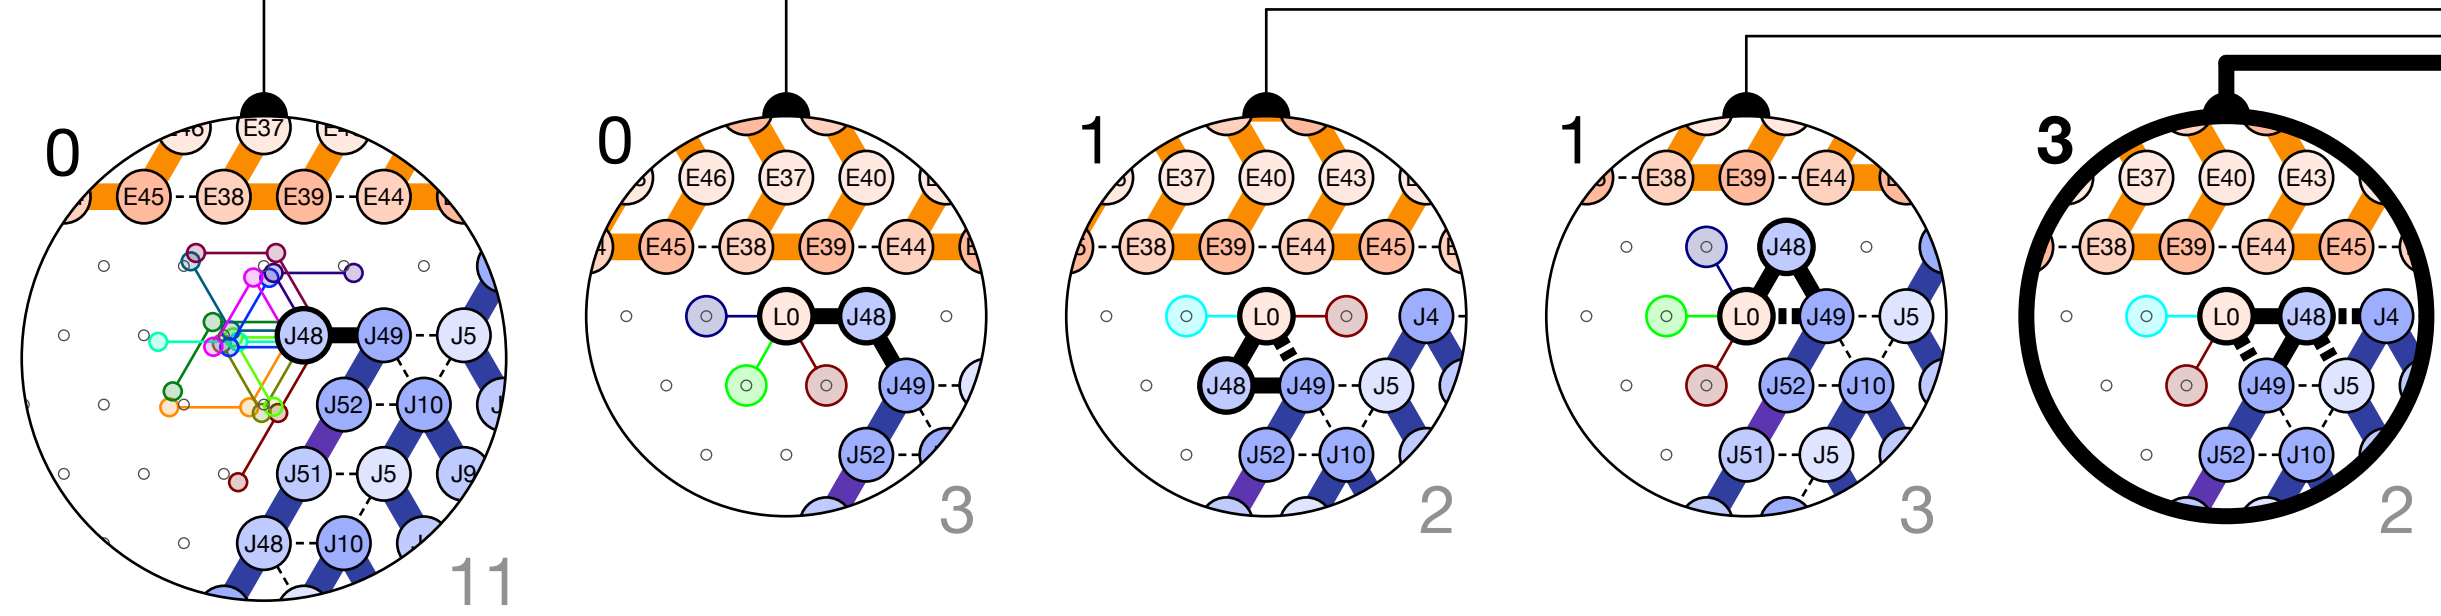 0
E37
E45 E38 E39 E44
J48 J49 J5
J52 J10
J51 J5 J9
J48 J10
11
0
E46 E37 E40
E45 E38 E39 E44
L0 J48
J49
J52
3
1
E37 E40 E43
E38 E39 E44 E45
L0 J4
J48 J49 J5
J52 J10
2
1
E38 E39 E44
J48
L0 J49 J5
J52 J10
J51 J5
3
3
E37 E40 E43
E38 E39 E44 E45
L0 J48 J4
J49 J5
J52 J10
2